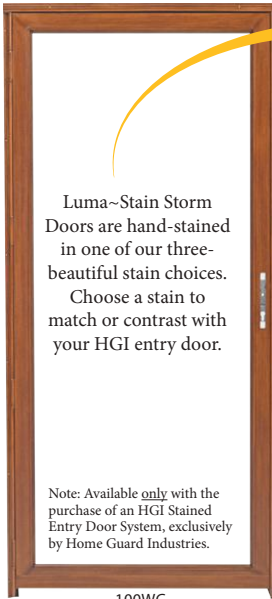 Luma~Stain Storm
Doors are hand-stained
in one of our three-
beautiful stain choices.
Choose a stain to
match or contrast with
your HGI entry door.
Note: Available only with the
purchase of an HGI Stained
Entry Door System, exclusively
by Home Guard Industries.
100WG